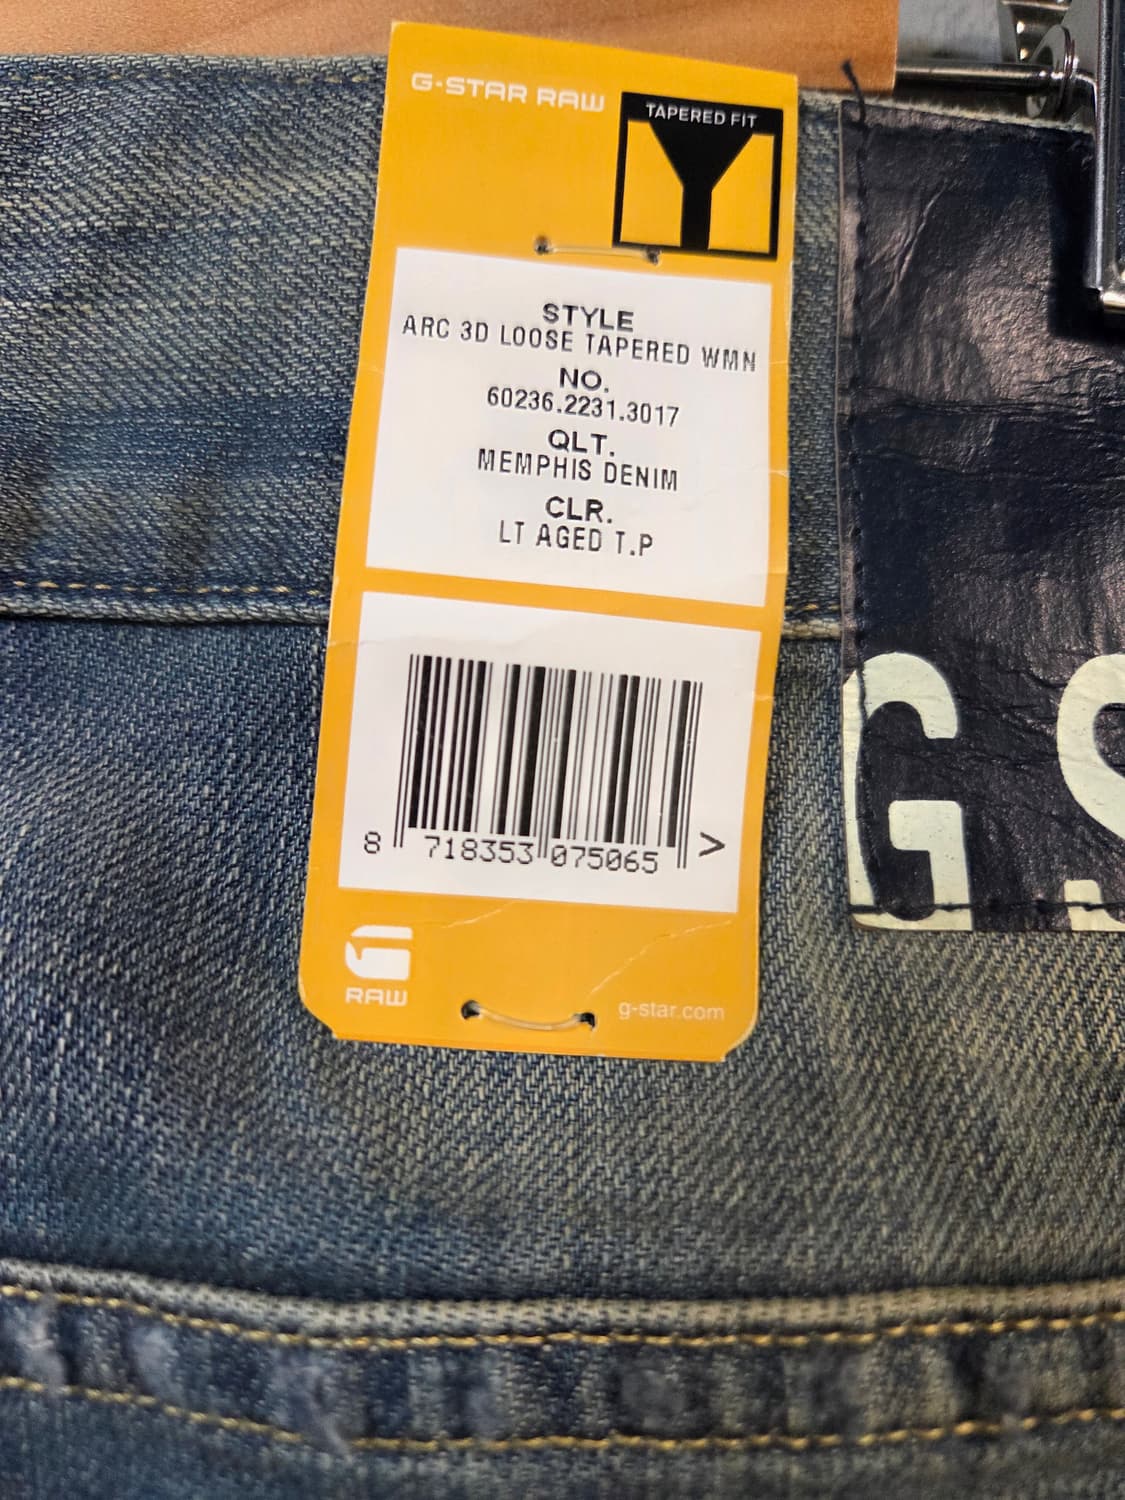 G-STAR RAW
TAPERED FIT
STYLE
ARC 3D LOOSE TAPERED WMN
NO.
60236.2231.3017
QLT.
MEMPHIS DENIM
CLR.
LT AGED T.P
8 718353 075065 >
RAW
g-star.com
G S